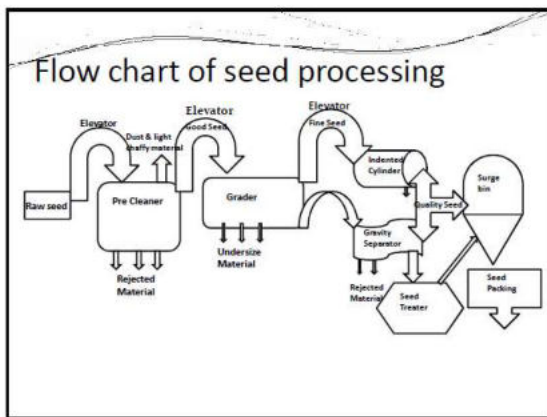 Flow chart of seed processing
Elevator
Dust & light
chaffy material
Elevator
Good Seed
Elevator
Fine Seed
Raw seed
Pre Cleaner
Grader
Indented
Cylinder
Quality Seed
Surge
bin
Gravity
Separator
Undersize
Material
Rejected
Material
Rejected
Material
Seed
Treater
Seed
Packing